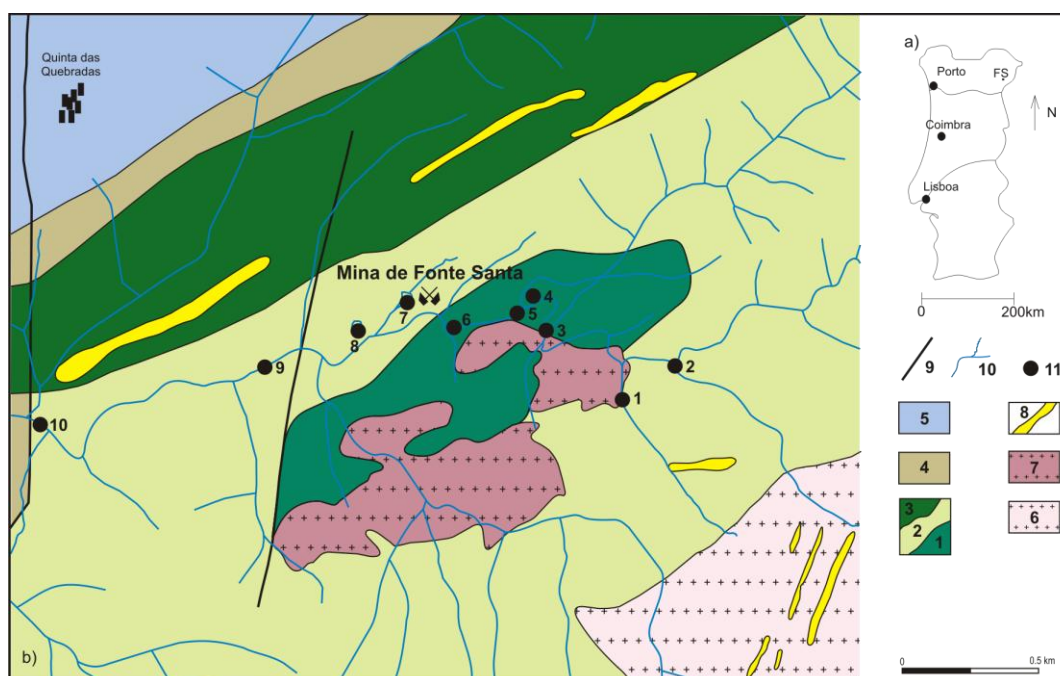 Quinta das
Quebradas
Mina de Fonte Santa
4
5
6
7
3
8
9
2
1
10
b)
a)
Porto
FS
N
Coimbra
Lisboa
0 200km
9 10 11
5 8
4 7
3
2
1
6
0 0.5 km